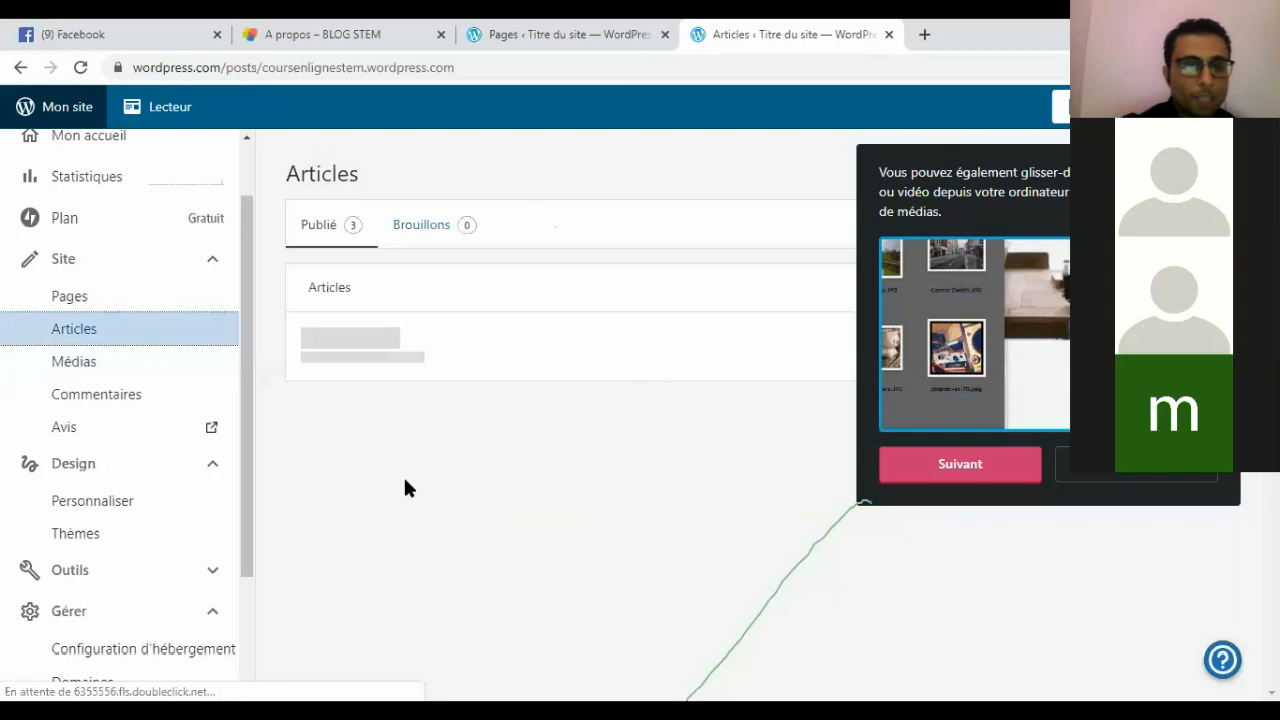 (9) Facebook
A propos – BLOG STEM
Pages ‹ Titre du site — WordPres
Articles ‹ Titre du site — WordPr
wordpress.com/posts/coursenlignestem.wordpress.com
Mon site
Lecteur
Mon accueil
Statistiques
Plan
Gratuit
Site
Pages
Articles
Médias
Commentaires
Avis
Design
Personnaliser
Thèmes
Outils
Gérer
Configuration d'hébergement
Domaines
En attente de 6355556.fls.doubleclick.net...
Articles
Publié 3
Brouillons 0
Articles
Vous pouvez également glisser-d
ou vidéo depuis votre ordinateur
de médias.
Suivant
m